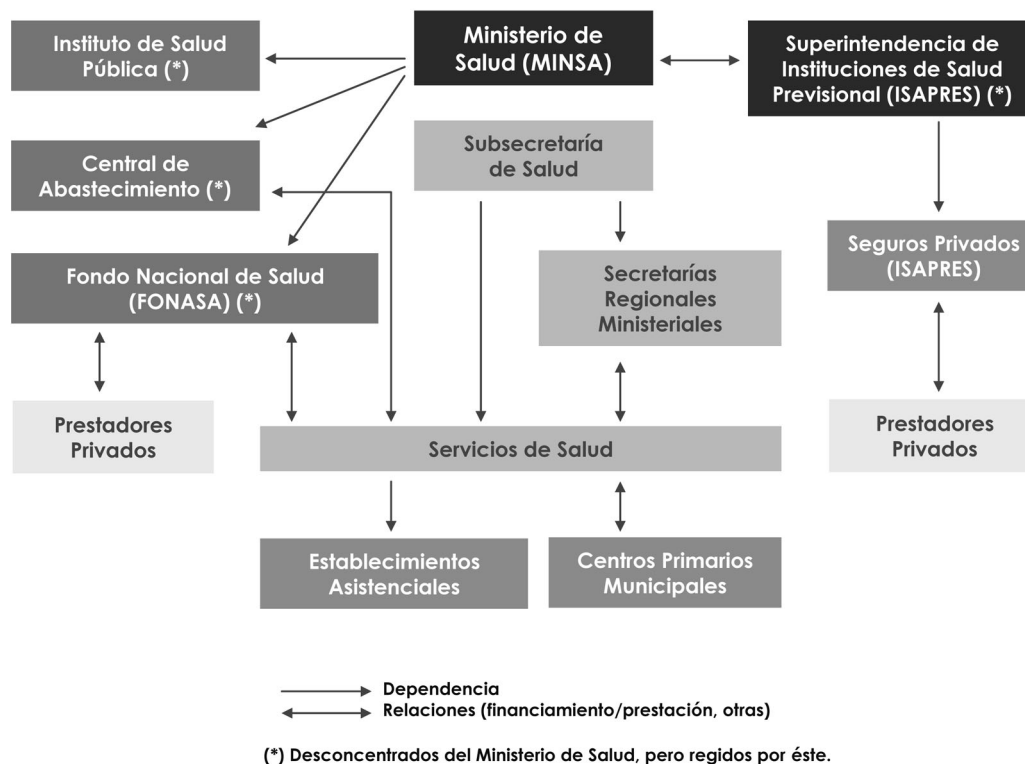 Instituto de Salud
Pública (*)
Ministerio de
Salud (MINSA)
Superintendencia de
Instituciones de Salud
Previsional (ISAPRES) (*)
Subsecretaría
de Salud
Central de
Abastecimiento (*)
Fondo Nacional de Salud
(FONASA) (*)
Secretarías
Regionales
Ministeriales
Seguros Privados
(ISAPRES)
Prestadores
Privados
Servicios de Salud
Prestadores
Privados
Establecimientos
Asistenciales
Centros Primarios
Municipales
Dependencia
Relaciones (financiamiento/prestación, otras)
(*) Desconcentrados del Ministerio de Salud, pero regidos por éste.